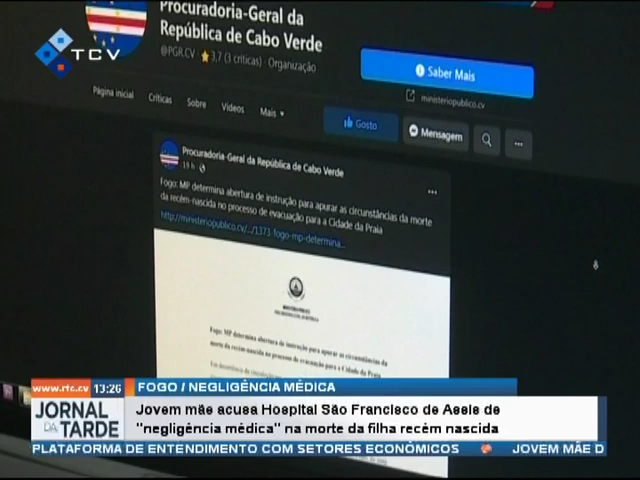 Procuradoria-Geral da
República de Cabo Verde
@PGR.CV · 3,7 (3 críticas) · Organização
TCV
Saber Mais
ministeriopublico.cv
Página inicial Críticas Sobre Vídeos Mais
Gosto
Mensagem
Procuradoria-Geral da República de Cabo Verde
19 h ·
Fogo: MP determina abertura de instrução para apurar as circunstâncias da morte
da recém-nascida no processo de evacuação para a Cidade da Praia
http://ministeriopublico.cv/.../1373-fogo-mp-determina...
Fogo: MP determina abertura de instrução para apurar as circunstâncias da
morte da recém-nascida no processo de evacuação para a Cidade da Praia
www.rtc.cv 13:26 FOGO / NEGLIGÊNCIA MÉDICA
JORNAL
DA TARDE
Jovem mãe acusa Hospital São Francisco de Assis de
"negligência médica" na morte da filha recém nascida
PLATAFORMA DE ENTENDIMENTO COM SETORES ECONÓMICOS JOVEM MÃE D